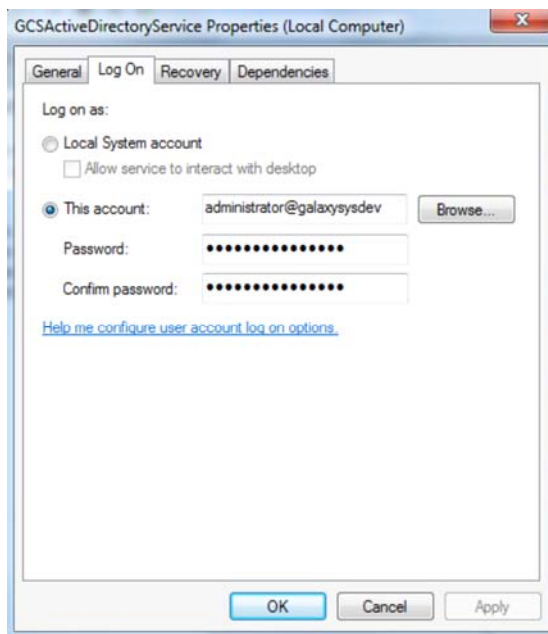 GCSActiveDirectoryService Properties (Local Computer)
General Log On Recovery Dependencies
Log on as:
Local System account
Allow service to interact with desktop
This account: administrator@galaxysysdev Browse...
Password: •••••••••••••••
Confirm password: •••••••••••••••
Help me configure user account log on options.
OK Cancel Apply